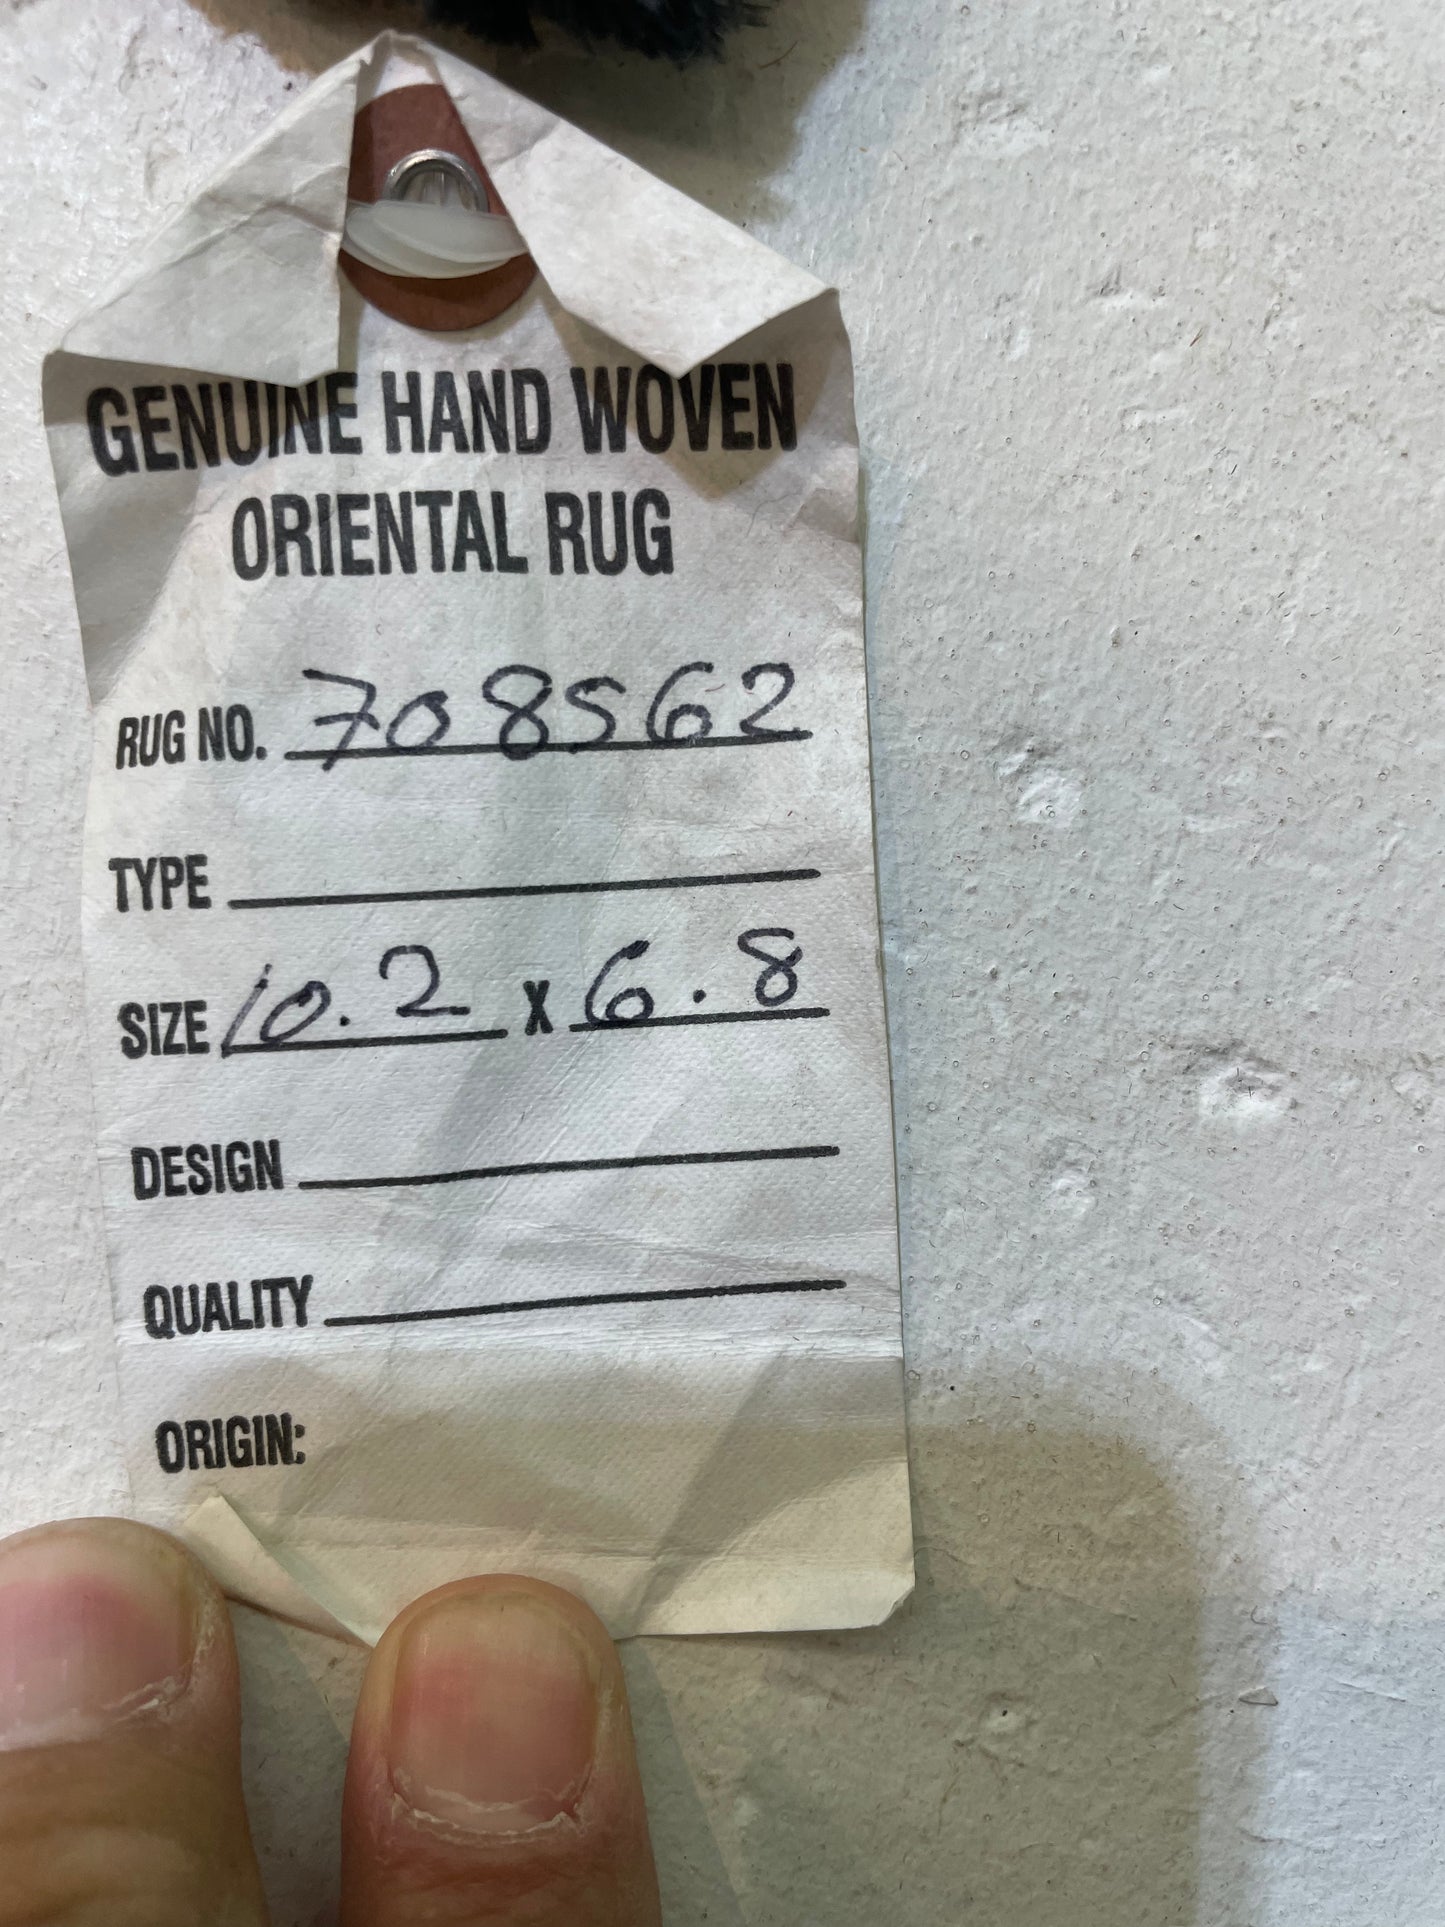 GENUINE HAND WOVEN
ORIENTAL RUG
RUG NO. 708562
TYPE
SIZE 10.2 X 6.8
DESIGN
QUALITY
ORIGIN: